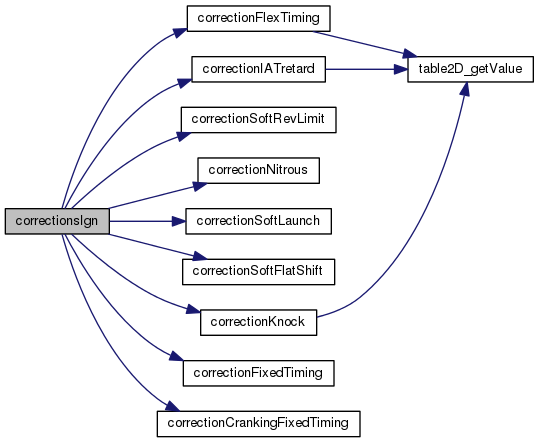 correctionFlexTiming
correctionIATretard
table2D_getValue
correctionSoftRevLimit
correctionNitrous
correctionsIgn
correctionSoftLaunch
correctionSoftFlatShift
correctionKnock
correctionFixedTiming
correctionCrankingFixedTiming